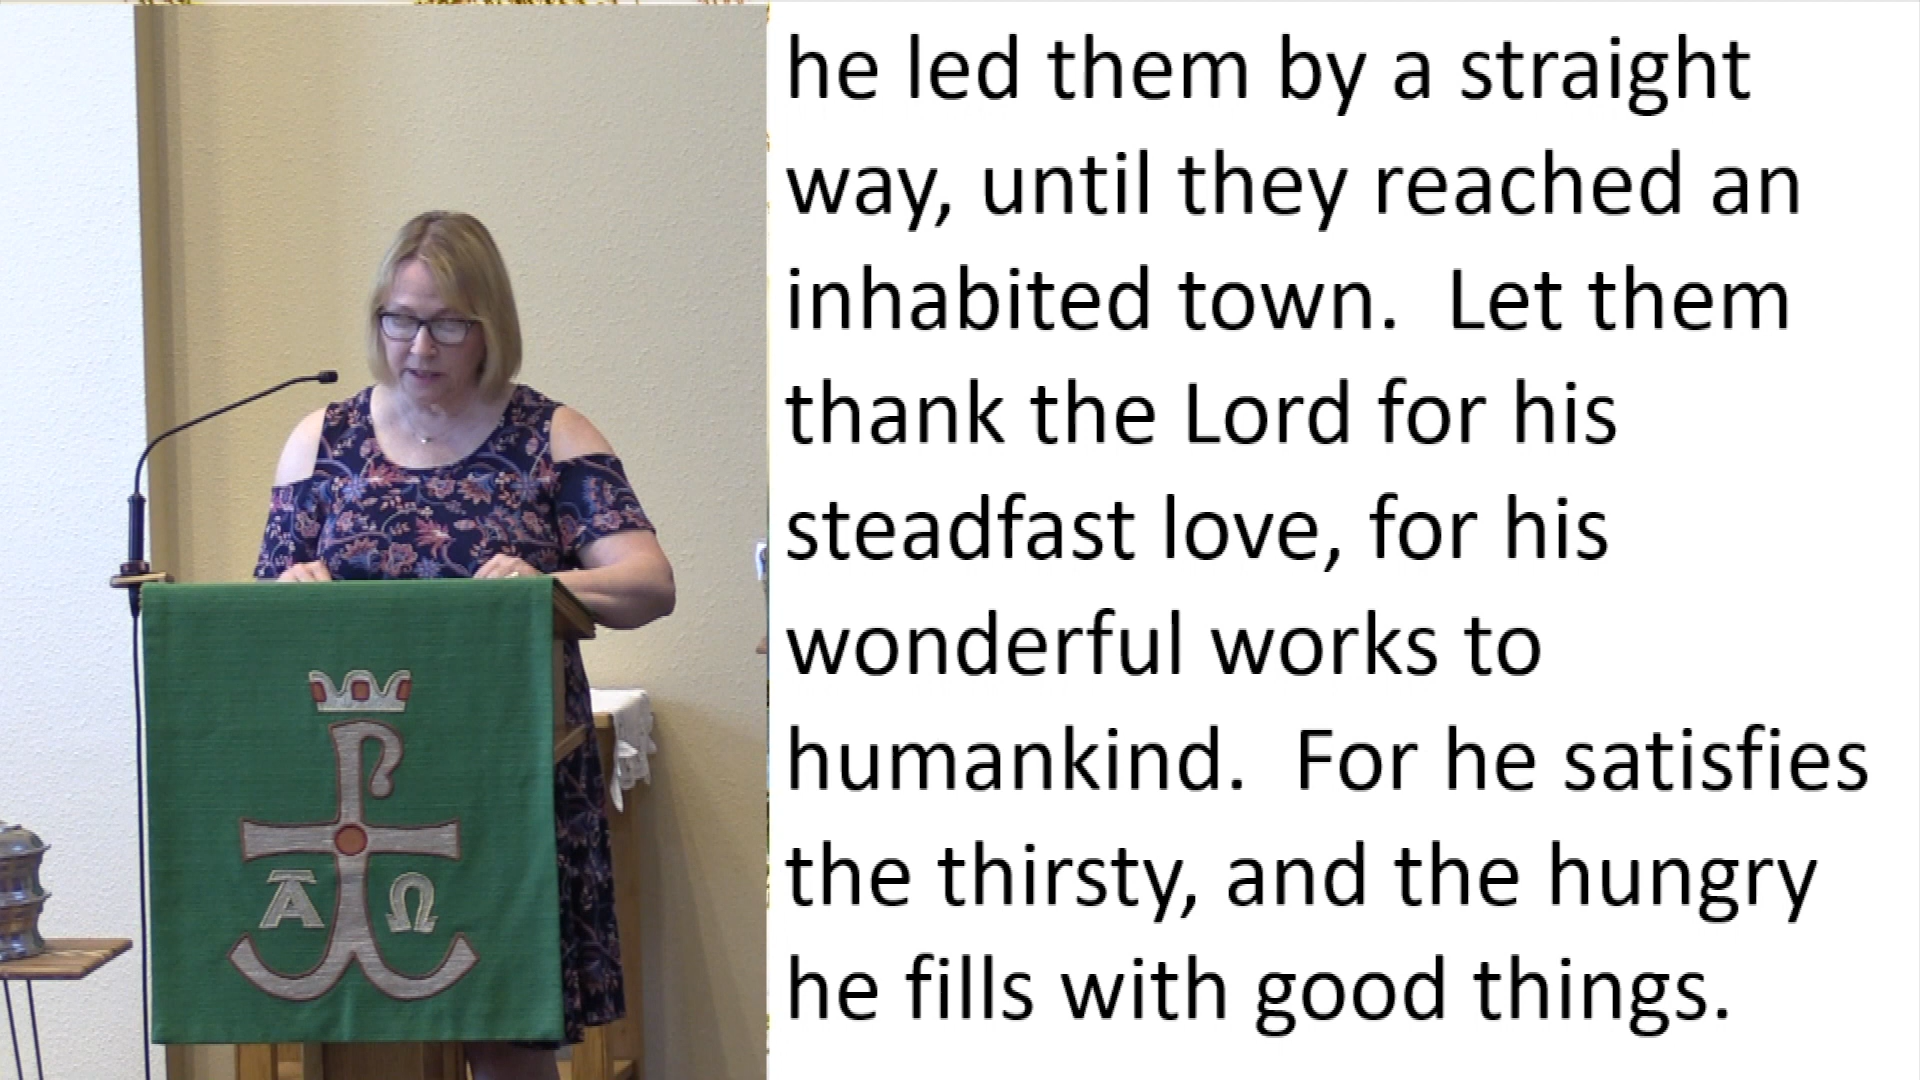 he led them by a straight
way, until they reached an
inhabited town.  Let them
thank the Lord for his
steadfast love, for his
wonderful works to
humankind.  For he satisfies
the thirsty, and the hungry
he fills with good things.
Α Ω